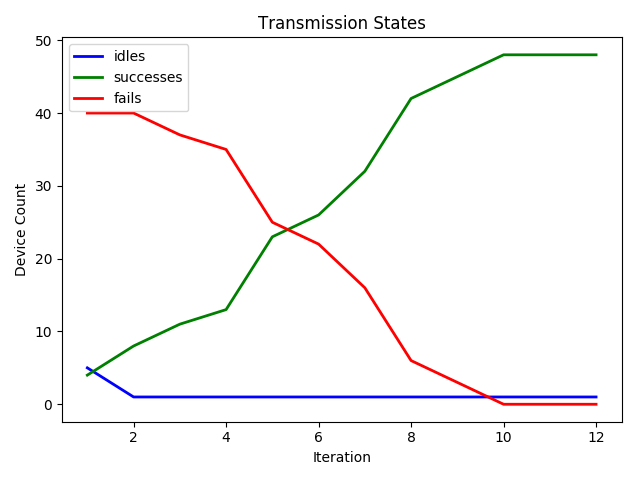 Transmission States
idles
successes
fails
Device Count
50
40
30
20
10
0
2 4 6 8 10 12
Iteration